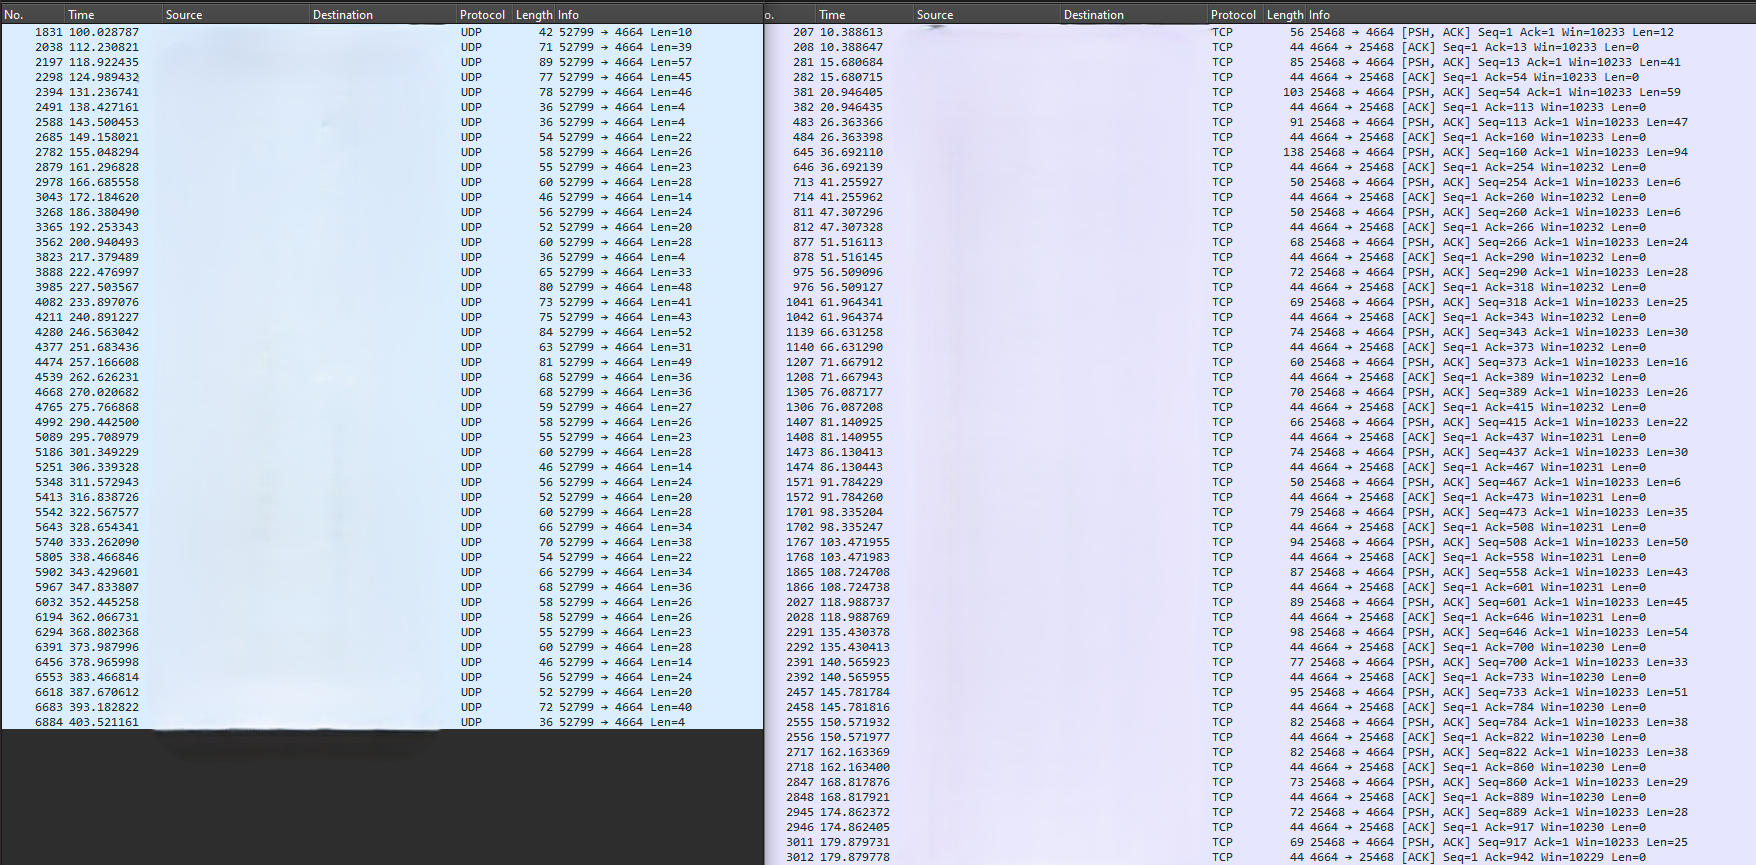 No. Time Source Destination Protocol Length Info
1831 100.028787 UDP 42 52799 → 4664 Len=10
2038 112.230821 UDP 71 52799 → 4664 Len=39
2197 118.922435 UDP 89 52799 → 4664 Len=57
2298 124.989432 UDP 77 52799 → 4664 Len=45
2394 131.236741 UDP 78 52799 → 4664 Len=46
2491 138.427161 UDP 36 52799 → 4664 Len=4
2588 143.500453 UDP 36 52799 → 4664 Len=4
2685 149.158021 UDP 54 52799 → 4664 Len=22
2782 155.048294 UDP 58 52799 → 4664 Len=26
2879 161.296828 UDP 55 52799 → 4664 Len=23
2978 166.685558 UDP 60 52799 → 4664 Len=28
3043 172.184620 UDP 46 52799 → 4664 Len=14
3268 186.380490 UDP 56 52799 → 4664 Len=24
3365 192.253343 UDP 52 52799 → 4664 Len=20
3562 200.940493 UDP 60 52799 → 4664 Len=28
3823 217.379489 UDP 36 52799 → 4664 Len=4
3888 222.476997 UDP 65 52799 → 4664 Len=33
3985 227.503567 UDP 80 52799 → 4664 Len=48
4082 233.897076 UDP 73 52799 → 4664 Len=41
4211 240.891227 UDP 75 52799 → 4664 Len=43
4280 246.563042 UDP 84 52799 → 4664 Len=52
4377 251.683436 UDP 63 52799 → 4664 Len=31
4474 257.166608 UDP 81 52799 → 4664 Len=49
4539 262.626231 UDP 68 52799 → 4664 Len=36
4668 270.020682 UDP 68 52799 → 4664 Len=36
4765 275.766868 UDP 59 52799 → 4664 Len=27
4992 290.442500 UDP 58 52799 → 4664 Len=26
5089 295.708979 UDP 55 52799 → 4664 Len=23
5186 301.349229 UDP 60 52799 → 4664 Len=28
5251 306.339328 UDP 46 52799 → 4664 Len=14
5348 311.572943 UDP 56 52799 → 4664 Len=24
5413 316.838726 UDP 52 52799 → 4664 Len=20
5542 322.567577 UDP 60 52799 → 4664 Len=28
5643 328.654341 UDP 66 52799 → 4664 Len=34
5740 333.262090 UDP 70 52799 → 4664 Len=38
5805 338.466846 UDP 54 52799 → 4664 Len=22
5902 343.429601 UDP 66 52799 → 4664 Len=34
5967 347.833807 UDP 68 52799 → 4664 Len=36
6032 352.445258 UDP 58 52799 → 4664 Len=26
6194 362.066731 UDP 58 52799 → 4664 Len=26
6294 368.802368 UDP 55 52799 → 4664 Len=23
6391 373.987996 UDP 60 52799 → 4664 Len=28
6456 378.965998 UDP 46 52799 → 4664 Len=14
6553 383.466814 UDP 56 52799 → 4664 Len=24
6618 387.670612 UDP 52 52799 → 4664 Len=20
6683 393.182822 UDP 72 52799 → 4664 Len=40
6884 403.521161 UDP 36 52799 → 4664 Len=4
o. Time Source Destination Protocol Length Info
207 10.388613 TCP 56 25468 → 4664 [PSH, ACK] Seq=1 Ack=1 Win=10233 Len=12
208 10.388647 TCP 44 4664 → 25468 [ACK] Seq=1 Ack=13 Win=10233 Len=0
281 15.680684 TCP 85 25468 → 4664 [PSH, ACK] Seq=13 Ack=1 Win=10233 Len=41
282 15.680715 TCP 44 4664 → 25468 [ACK] Seq=1 Ack=54 Win=10233 Len=0
381 20.946405 TCP 103 25468 → 4664 [PSH, ACK] Seq=54 Ack=1 Win=10233 Len=59
382 20.946435 TCP 44 4664 → 25468 [ACK] Seq=1 Ack=113 Win=10233 Len=0
483 26.363366 TCP 91 25468 → 4664 [PSH, ACK] Seq=113 Ack=1 Win=10233 Len=47
484 26.363398 TCP 44 4664 → 25468 [ACK] Seq=1 Ack=160 Win=10233 Len=0
645 36.692110 TCP 138 25468 → 4664 [PSH, ACK] Seq=160 Ack=1 Win=10233 Len=94
646 36.692139 TCP 44 4664 → 25468 [ACK] Seq=1 Ack=254 Win=10232 Len=0
713 41.255927 TCP 50 25468 → 4664 [PSH, ACK] Seq=254 Ack=1 Win=10233 Len=6
714 41.255962 TCP 44 4664 → 25468 [ACK] Seq=1 Ack=260 Win=10232 Len=0
811 47.307296 TCP 50 25468 → 4664 [PSH, ACK] Seq=260 Ack=1 Win=10233 Len=6
812 47.307328 TCP 44 4664 → 25468 [ACK] Seq=1 Ack=266 Win=10232 Len=0
877 51.516113 TCP 68 25468 → 4664 [PSH, ACK] Seq=266 Ack=1 Win=10233 Len=24
878 51.516145 TCP 44 4664 → 25468 [ACK] Seq=1 Ack=290 Win=10232 Len=0
975 56.509096 TCP 72 25468 → 4664 [PSH, ACK] Seq=290 Ack=1 Win=10233 Len=28
976 56.509127 TCP 44 4664 → 25468 [ACK] Seq=1 Ack=318 Win=10232 Len=0
1041 61.964341 TCP 69 25468 → 4664 [PSH, ACK] Seq=318 Ack=1 Win=10233 Len=25
1042 61.964374 TCP 44 4664 → 25468 [ACK] Seq=1 Ack=343 Win=10232 Len=0
1139 66.631258 TCP 74 25468 → 4664 [PSH, ACK] Seq=343 Ack=1 Win=10233 Len=30
1140 66.631290 TCP 44 4664 → 25468 [ACK] Seq=1 Ack=373 Win=10232 Len=0
1207 71.667912 TCP 60 25468 → 4664 [PSH, ACK] Seq=373 Ack=1 Win=10233 Len=16
1208 71.667943 TCP 44 4664 → 25468 [ACK] Seq=1 Ack=389 Win=10232 Len=0
1305 76.087177 TCP 70 25468 → 4664 [PSH, ACK] Seq=389 Ack=1 Win=10233 Len=26
1306 76.087208 TCP 44 4664 → 25468 [ACK] Seq=1 Ack=415 Win=10232 Len=0
1407 81.140925 TCP 66 25468 → 4664 [PSH, ACK] Seq=415 Ack=1 Win=10233 Len=22
1408 81.140955 TCP 44 4664 → 25468 [ACK] Seq=1 Ack=437 Win=10231 Len=0
1473 86.130413 TCP 74 25468 → 4664 [PSH, ACK] Seq=437 Ack=1 Win=10233 Len=30
1474 86.130443 TCP 44 4664 → 25468 [ACK] Seq=1 Ack=467 Win=10231 Len=0
1571 91.784229 TCP 50 25468 → 4664 [PSH, ACK] Seq=467 Ack=1 Win=10233 Len=6
1572 91.784260 TCP 44 4664 → 25468 [ACK] Seq=1 Ack=473 Win=10231 Len=0
1701 98.335204 TCP 79 25468 → 4664 [PSH, ACK] Seq=473 Ack=1 Win=10233 Len=35
1702 98.335247 TCP 44 4664 → 25468 [ACK] Seq=1 Ack=508 Win=10231 Len=0
1767 103.471955 TCP 94 25468 → 4664 [PSH, ACK] Seq=508 Ack=1 Win=10233 Len=50
1768 103.471983 TCP 44 4664 → 25468 [ACK] Seq=1 Ack=558 Win=10231 Len=0
1865 108.724708 TCP 87 25468 → 4664 [PSH, ACK] Seq=558 Ack=1 Win=10233 Len=43
1866 108.724738 TCP 44 4664 → 25468 [ACK] Seq=1 Ack=601 Win=10231 Len=0
2027 118.988737 TCP 89 25468 → 4664 [PSH, ACK] Seq=601 Ack=1 Win=10233 Len=45
2028 118.988769 TCP 44 4664 → 25468 [ACK] Seq=1 Ack=646 Win=10231 Len=0
2291 135.430378 TCP 98 25468 → 4664 [PSH, ACK] Seq=646 Ack=1 Win=10233 Len=54
2292 135.430413 TCP 44 4664 → 25468 [ACK] Seq=1 Ack=700 Win=10230 Len=0
2391 140.565923 TCP 77 25468 → 4664 [PSH, ACK] Seq=700 Ack=1 Win=10233 Len=33
2392 140.565955 TCP 44 4664 → 25468 [ACK] Seq=1 Ack=733 Win=10230 Len=0
2457 145.781784 TCP 95 25468 → 4664 [PSH, ACK] Seq=733 Ack=1 Win=10233 Len=51
2458 145.781816 TCP 44 4664 → 25468 [ACK] Seq=1 Ack=784 Win=10230 Len=0
2555 150.571932 TCP 82 25468 → 4664 [PSH, ACK] Seq=784 Ack=1 Win=10233 Len=38
2556 150.571977 TCP 44 4664 → 25468 [ACK] Seq=1 Ack=822 Win=10230 Len=0
2717 162.163369 TCP 82 25468 → 4664 [PSH, ACK] Seq=822 Ack=1 Win=10233 Len=38
2718 162.163400 TCP 44 4664 → 25468 [ACK] Seq=1 Ack=860 Win=10230 Len=0
2847 168.817876 TCP 73 25468 → 4664 [PSH, ACK] Seq=860 Ack=1 Win=10233 Len=29
2848 168.817921 TCP 44 4664 → 25468 [ACK] Seq=1 Ack=889 Win=10230 Len=0
2945 174.862372 TCP 72 25468 → 4664 [PSH, ACK] Seq=889 Ack=1 Win=10233 Len=28
2946 174.862405 TCP 44 4664 → 25468 [ACK] Seq=1 Ack=917 Win=10230 Len=0
3011 179.879731 TCP 69 25468 → 4664 [PSH, ACK] Seq=917 Ack=1 Win=10233 Len=25
3012 179.879778 TCP 44 4664 → 25468 [ACK] Seq=1 Ack=942 Win=10229 Len=0